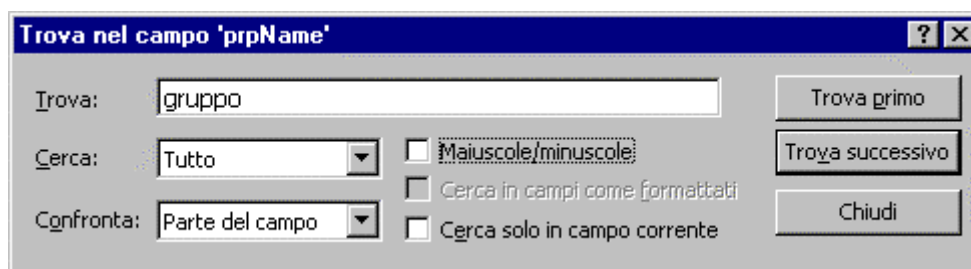 Trova nel campo 'prpName'
Trova: gruppo Trova primo
Cerca: Tutto Maiuscole/minuscole Trova successivo
Cerca in campi come formattati
Confronta: Parte del campo Cerca solo in campo corrente Chiudi